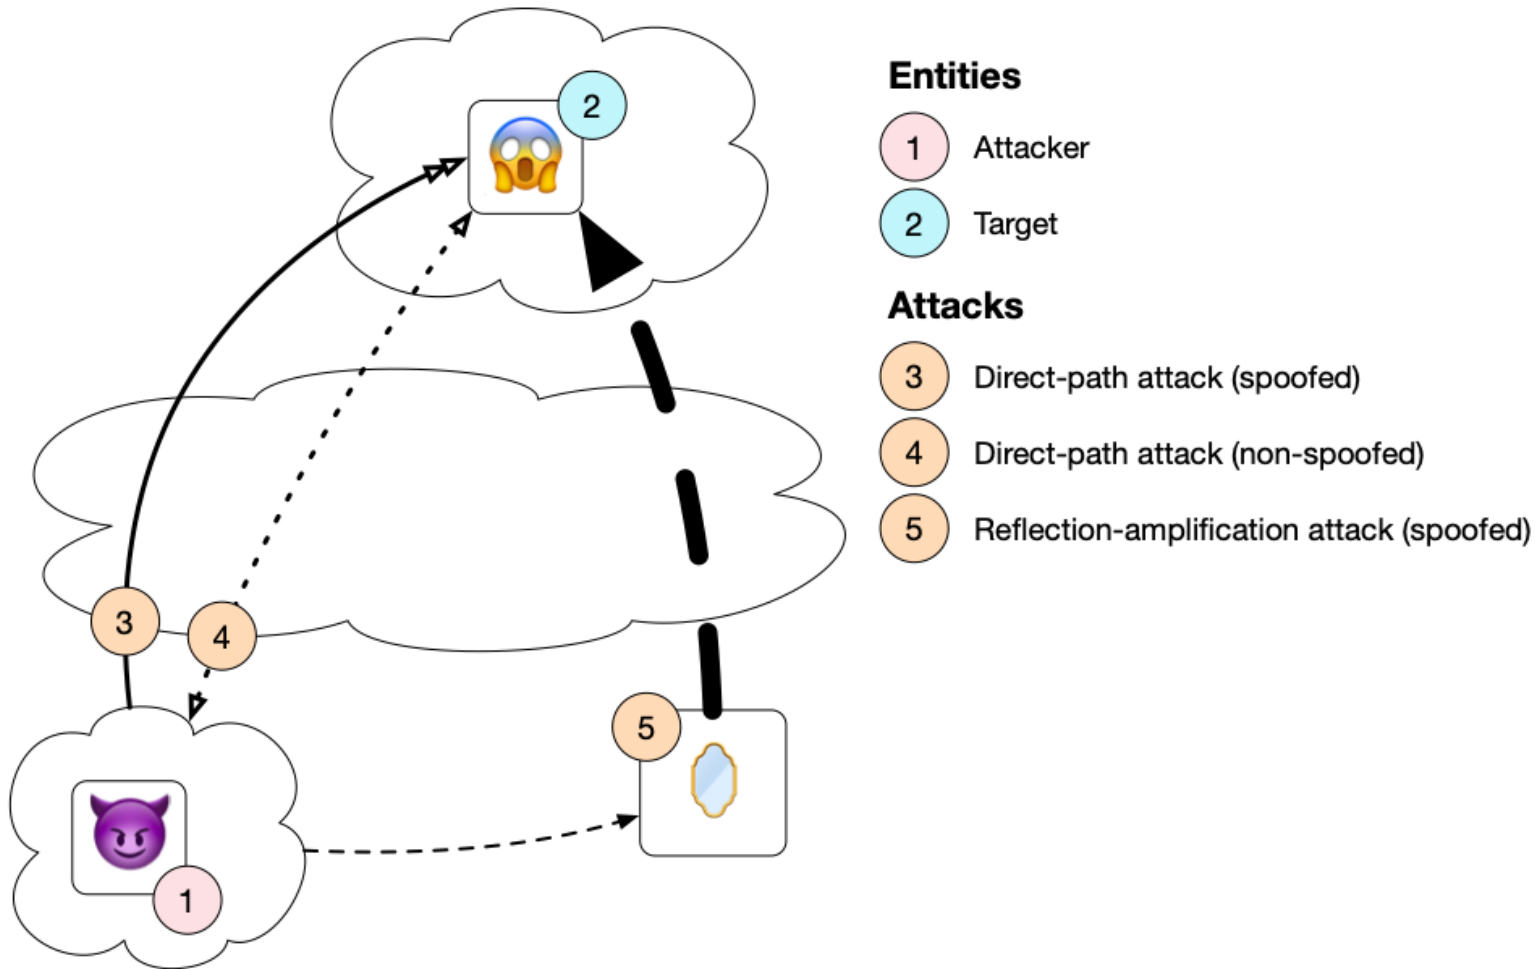 2
3
4
5
1
Entities
1 Attacker
2 Target
Attacks
3 Direct-path attack (spoofed)
4 Direct-path attack (non-spoofed)
5 Reflection-amplification attack (spoofed)